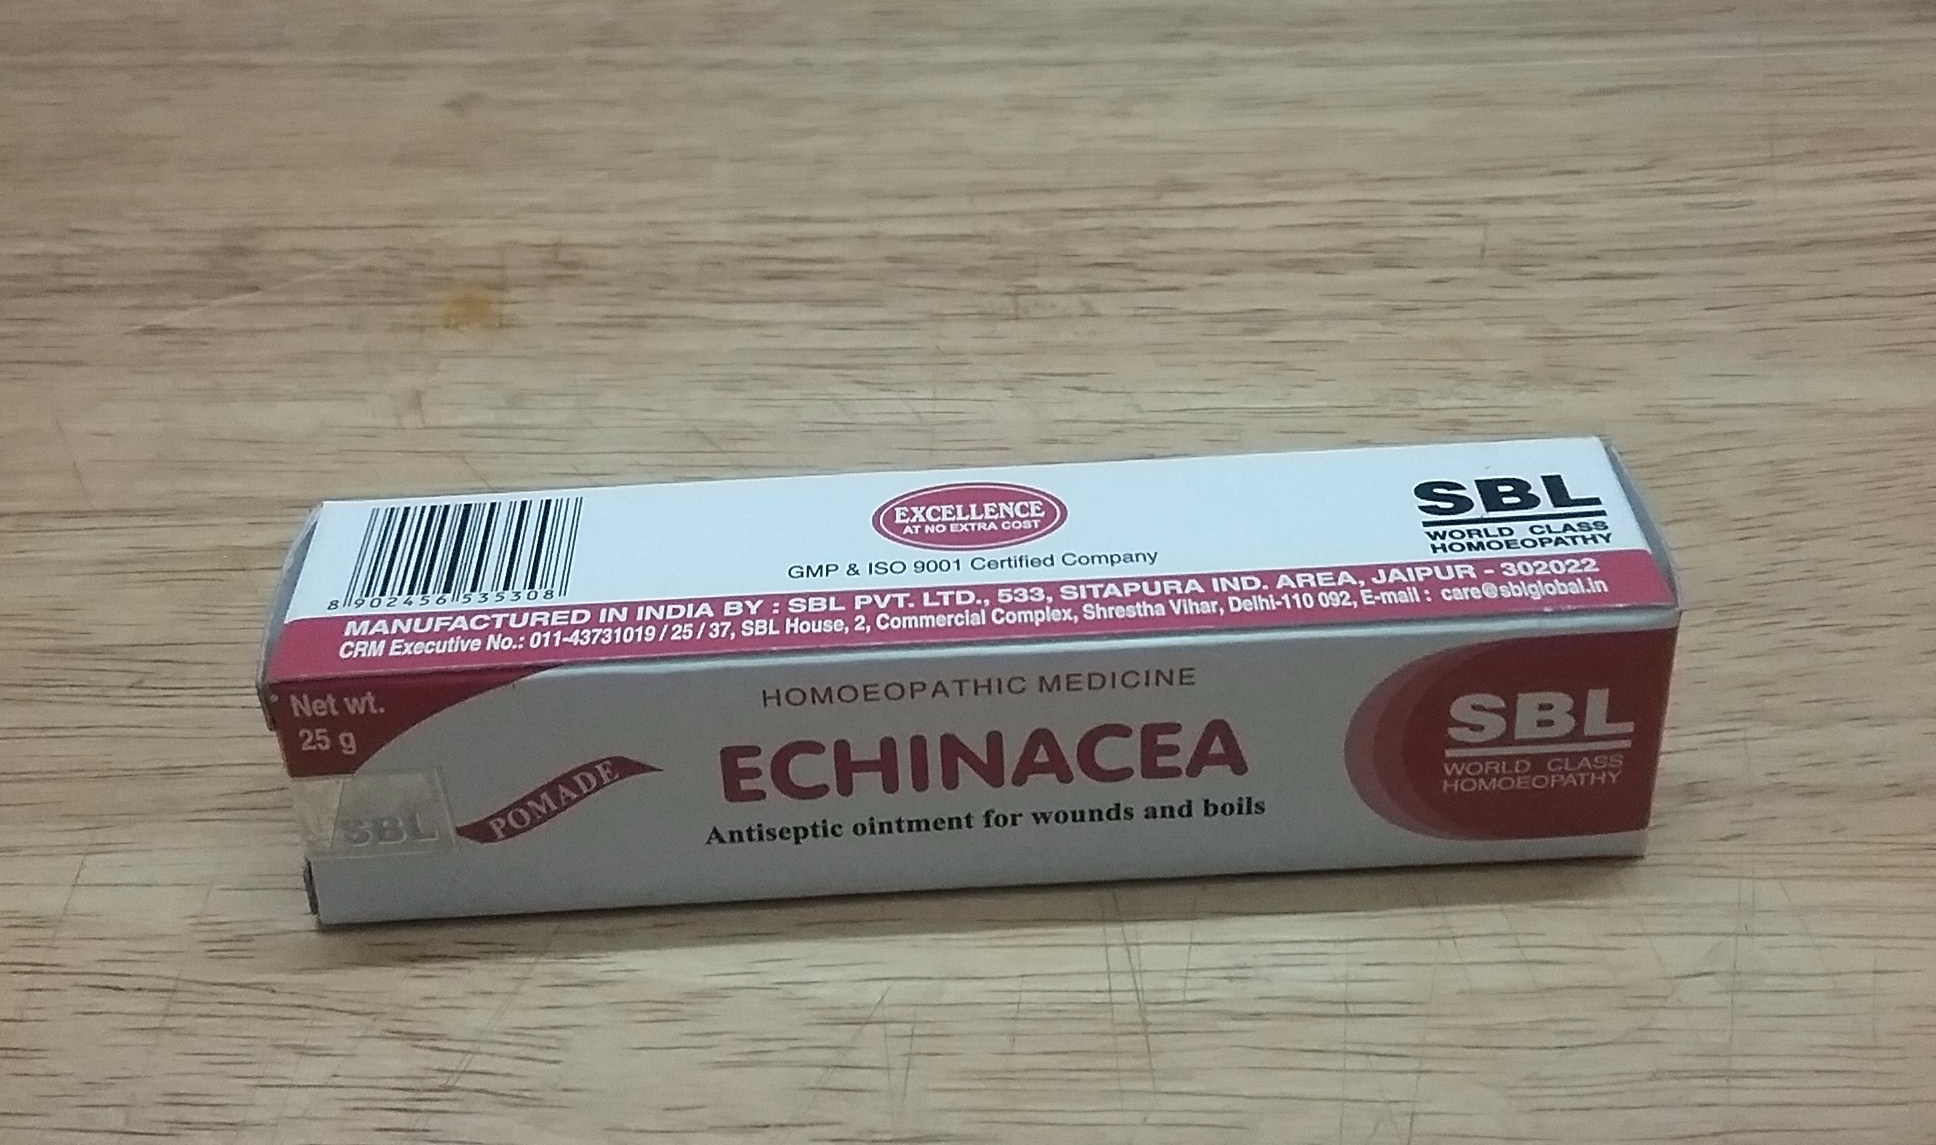 8 902456 535308
EXCELLENCE
AT NO EXTRA COST
GMP & ISO 9001 Certified Company
SBL
WORLD CLASS
HOMOEOPATHY
MANUFACTURED IN INDIA BY : SBL PVT. LTD., 533, SITAPURA IND. AREA, JAIPUR - 302022
CRM Executive No.: 011-43731019 / 25 / 37, SBL House, 2, Commercial Complex, Shrestha Vihar, Delhi-110 092, E-mail : care@sblglobal.in
Net wt.
25 g
SBL
POMADE
HOMOEOPATHIC MEDICINE
ECHINACEA
Antiseptic ointment for wounds and boils
SBL
WORLD CLASS
HOMOEOPATHY